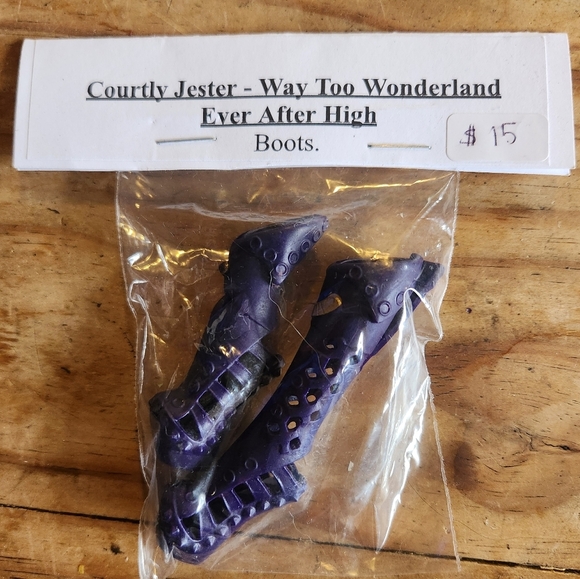 Courtly Jester - Way Too Wonderland
Ever After High
Boots.
$ 15